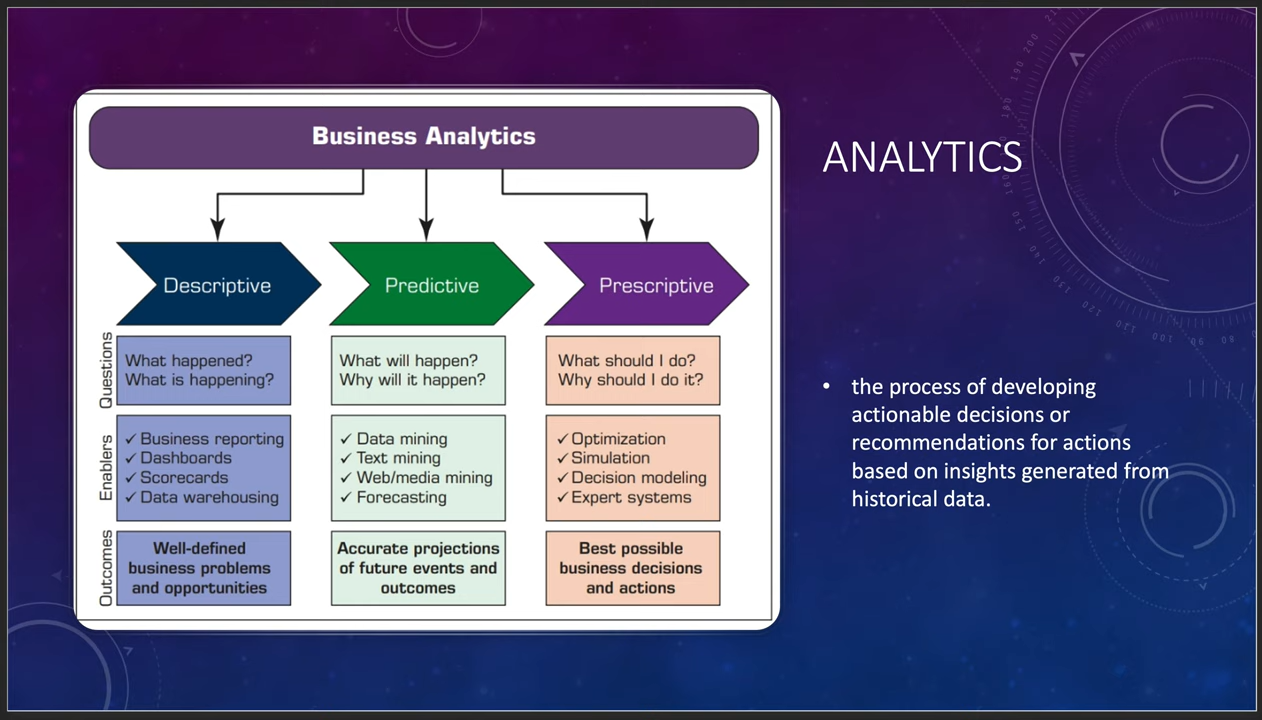 Business Analytics
Descriptive
Predictive
Prescriptive
Questions
What happened?
What is happening?
What will happen?
Why will it happen?
What should I do?
Why should I do it?
Enablers
✓ Business reporting
✓ Dashboards
✓ Scorecards
✓ Data warehousing
✓ Data mining
✓ Text mining
✓ Web/media mining
✓ Forecasting
✓ Optimization
✓ Simulation
✓ Decision modeling
✓ Expert systems
Outcomes
Well-defined
business problems
and opportunities
Accurate projections
of future events and
outcomes
Best possible
business decisions
and actions
ANALYTICS
• the process of developing
actionable decisions or
recommendations for actions
based on insights generated from
historical data.